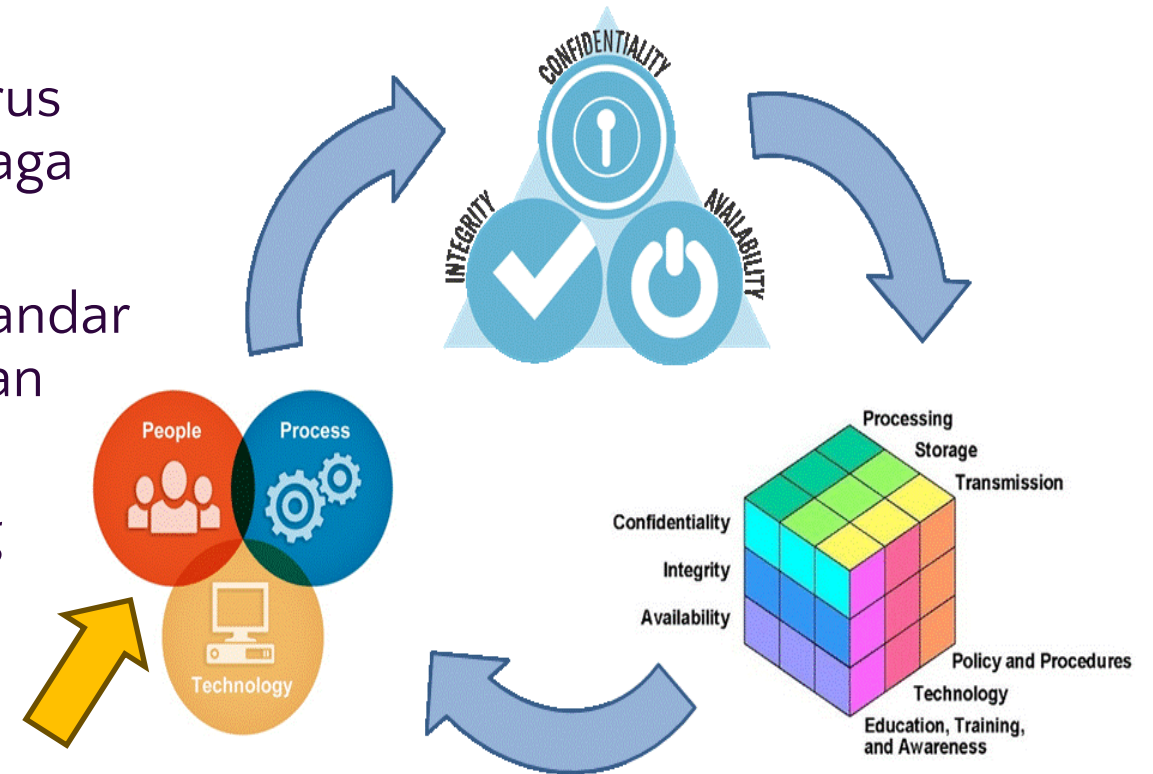 rus
aga
andar
an
g
CONFIDENTIALITY
INTEGRITY
AVAILABILITY
People
Process
Technology
Processing
Storage
Transmission
Confidentiality
Integrity
Availability
Policy and Procedures
Technology
Education, Training,
and Awareness